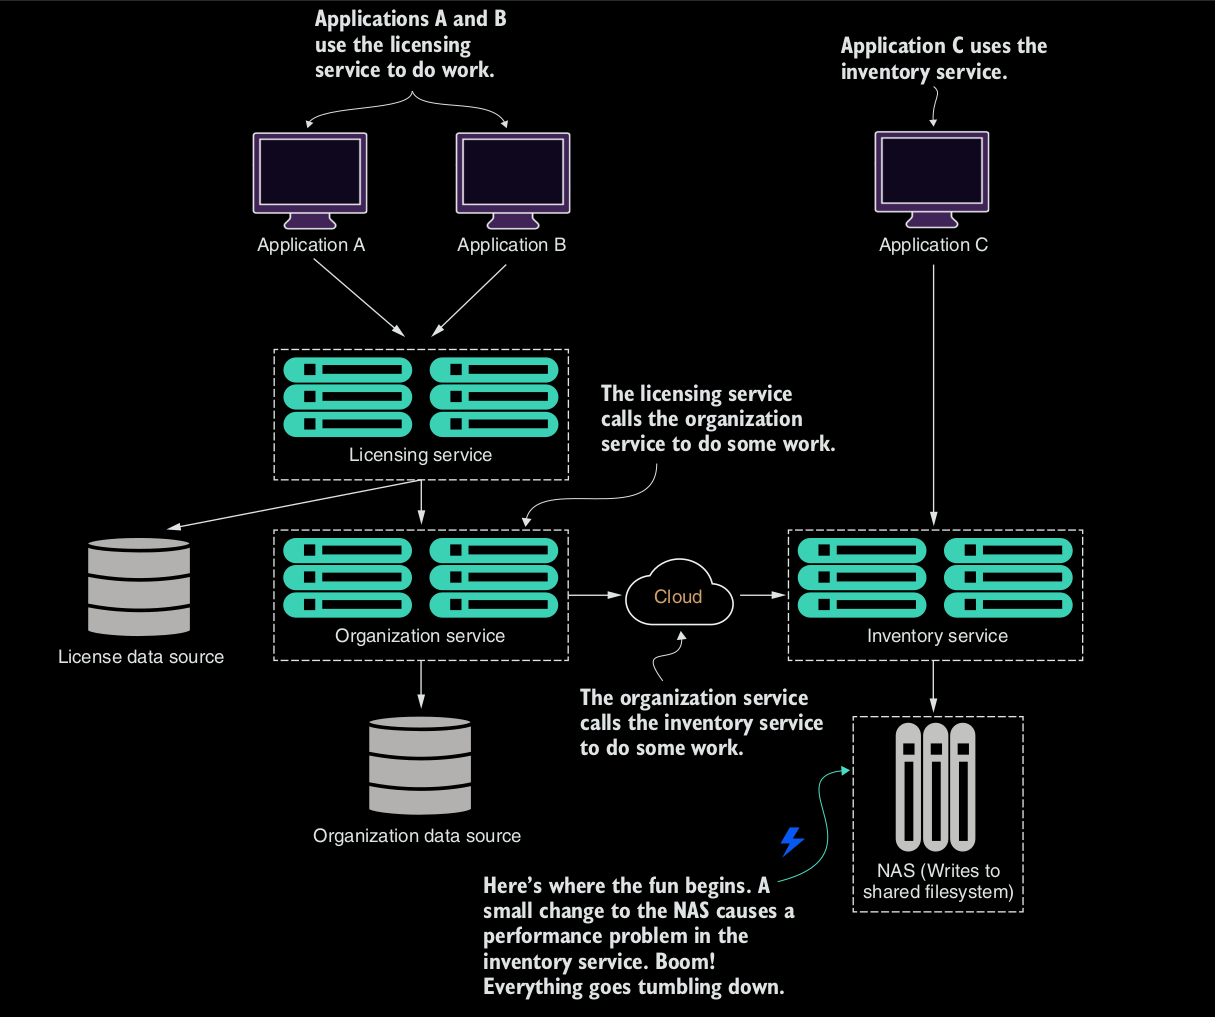 Applications A and B
use the licensing
service to do work.
Application C uses the
inventory service.
Application A
Application B
Application C
Licensing service
The licensing service
calls the organization
service to do some work.
License data source
Organization service
Cloud
Inventory service
The organization service
calls the inventory service
to do some work.
Organization data source
NAS (Writes to
shared filesystem)
Here’s where the fun begins. A
small change to the NAS causes a
performance problem in the
inventory service. Boom!
Everything goes tumbling down.